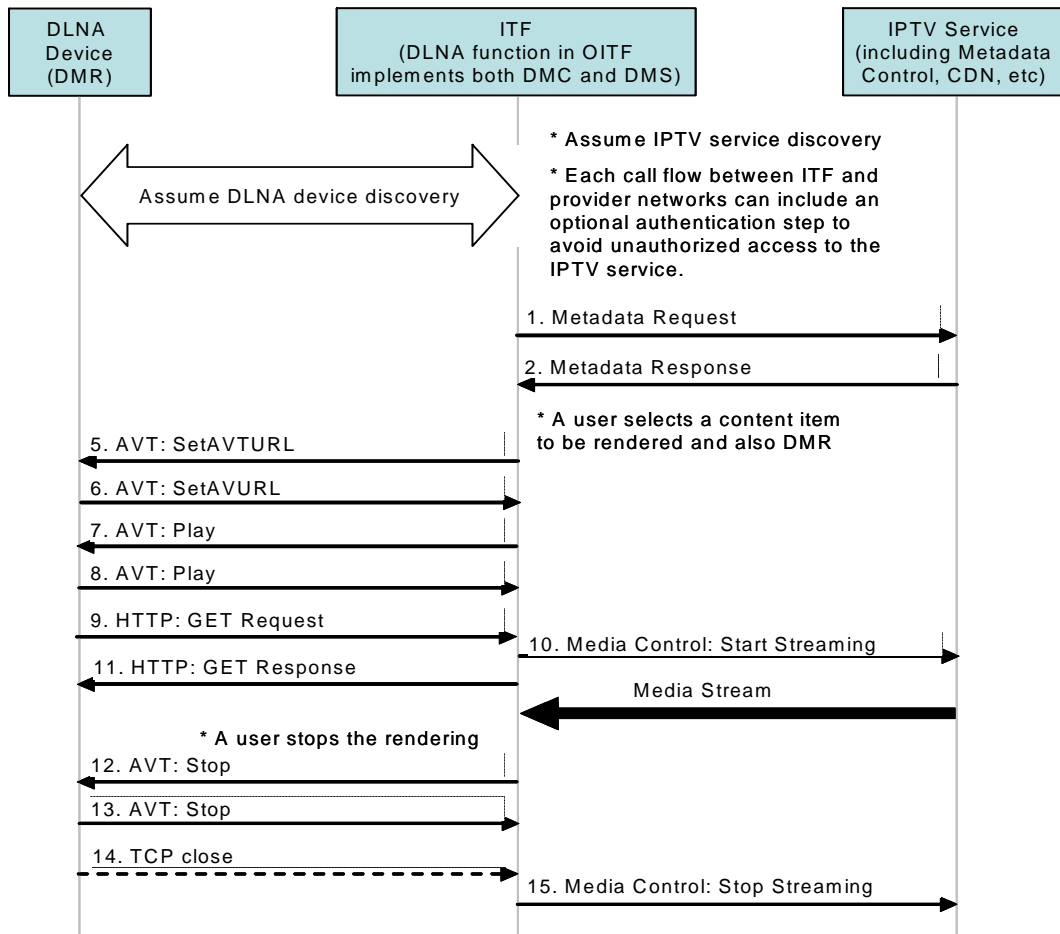 DLNA
Device
(DMR)
ITF
(DLNA function in OITF
implements both DMC and DMS)
IPTV Service
(including Metadata
Control, CDN, etc)
* Assume IPTV service discovery
Assume DLNA device discovery
* Each call flow between ITF and
provider networks can include an
optional authentication step to
avoid unauthorized access to the
IPTV service.
1. Metadata Request
2. Metadata Response
* A user selects a content item
to be rendered and also DMR
5. AVT: SetAVTURL
6. AVT: SetAVURL
7. AVT: Play
8. AVT: Play
9. HTTP: GET Request
10. Media Control: Start Streaming
11. HTTP: GET Response
Media Stream
* A user stops the rendering
12. AVT: Stop
13. AVT: Stop
14. TCP close
15. Media Control: Stop Streaming